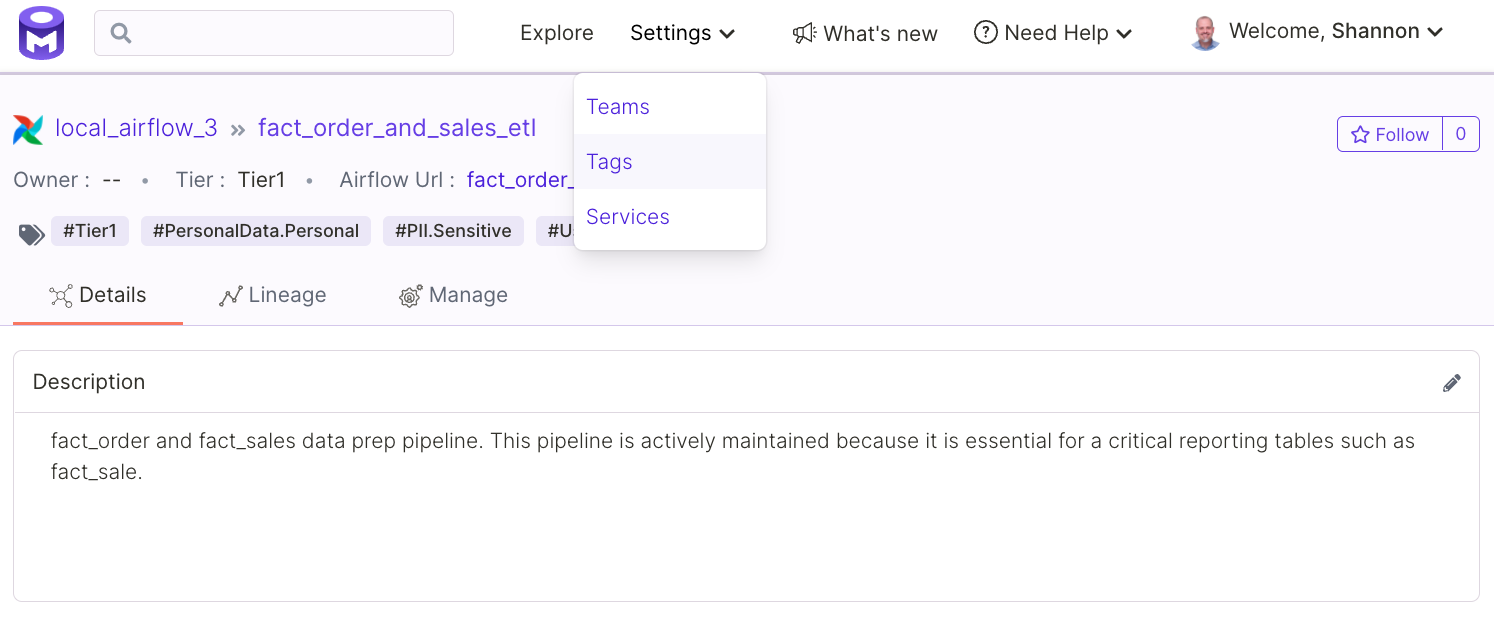 Explore Settings What's new Need Help Welcome, Shannon
Teams
Tags
Services
local_airflow_3 » fact_order_and_sales_etl
Follow 0
Owner : -- • Tier : Tier1 • Airflow Url : fact_order_
#Tier1 #PersonalData.Personal #PII.Sensitive
Details Lineage Manage
Description
fact_order and fact_sales data prep pipeline. This pipeline is actively maintained because it is essential for a critical reporting tables such as
fact_sale.